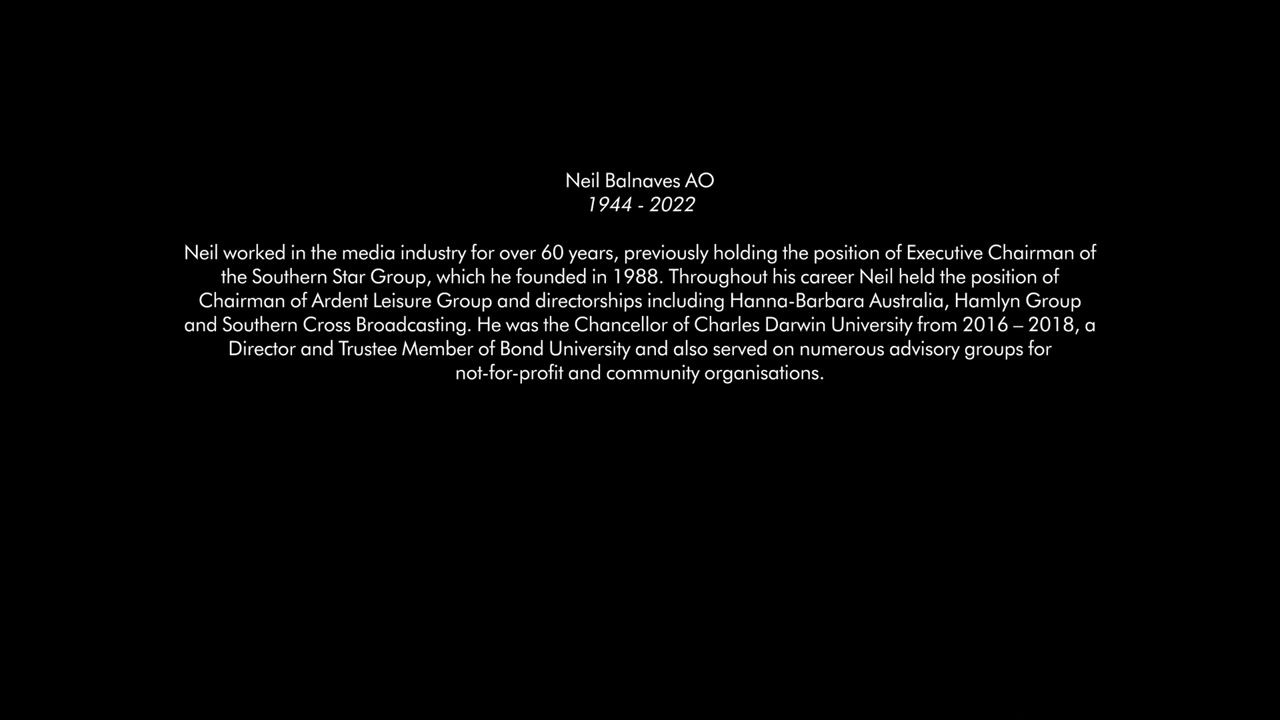 Neil Balnaves AO
1944 - 2022
Neil worked in the media industry for over 60 years, previously holding the position of Executive Chairman of
the Southern Star Group, which he founded in 1988. Throughout his career Neil held the position of
Chairman of Ardent Leisure Group and directorships including Hanna-Barbara Australia, Hamlyn Group
and Southern Cross Broadcasting. He was the Chancellor of Charles Darwin University from 2016 – 2018, a
Director and Trustee Member of Bond University and also served on numerous advisory groups for
not-for-profit and community organisations.